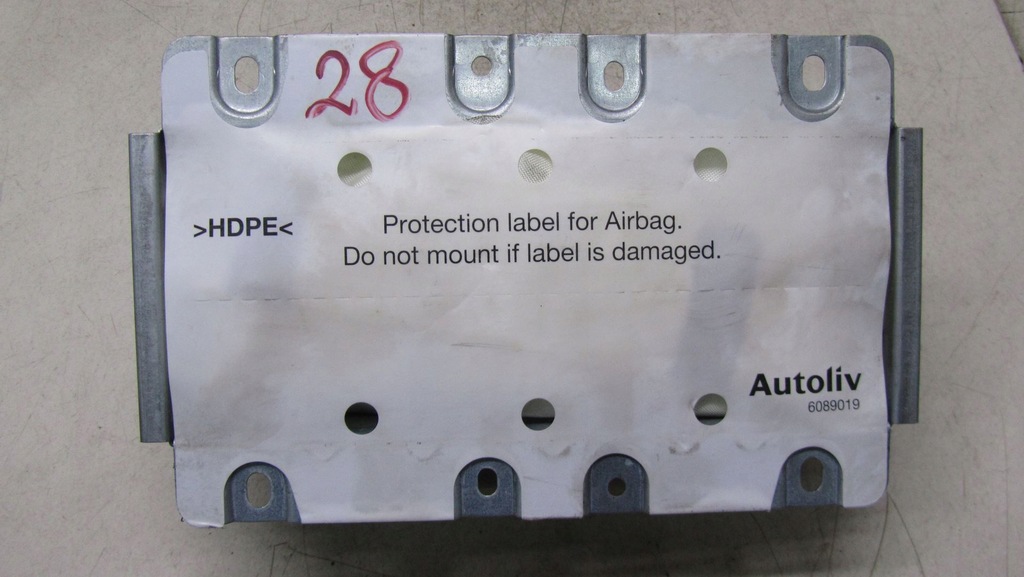 28
>HDPE<
Protection label for Airbag.
Do not mount if label is damaged.
Autoliv
6089019